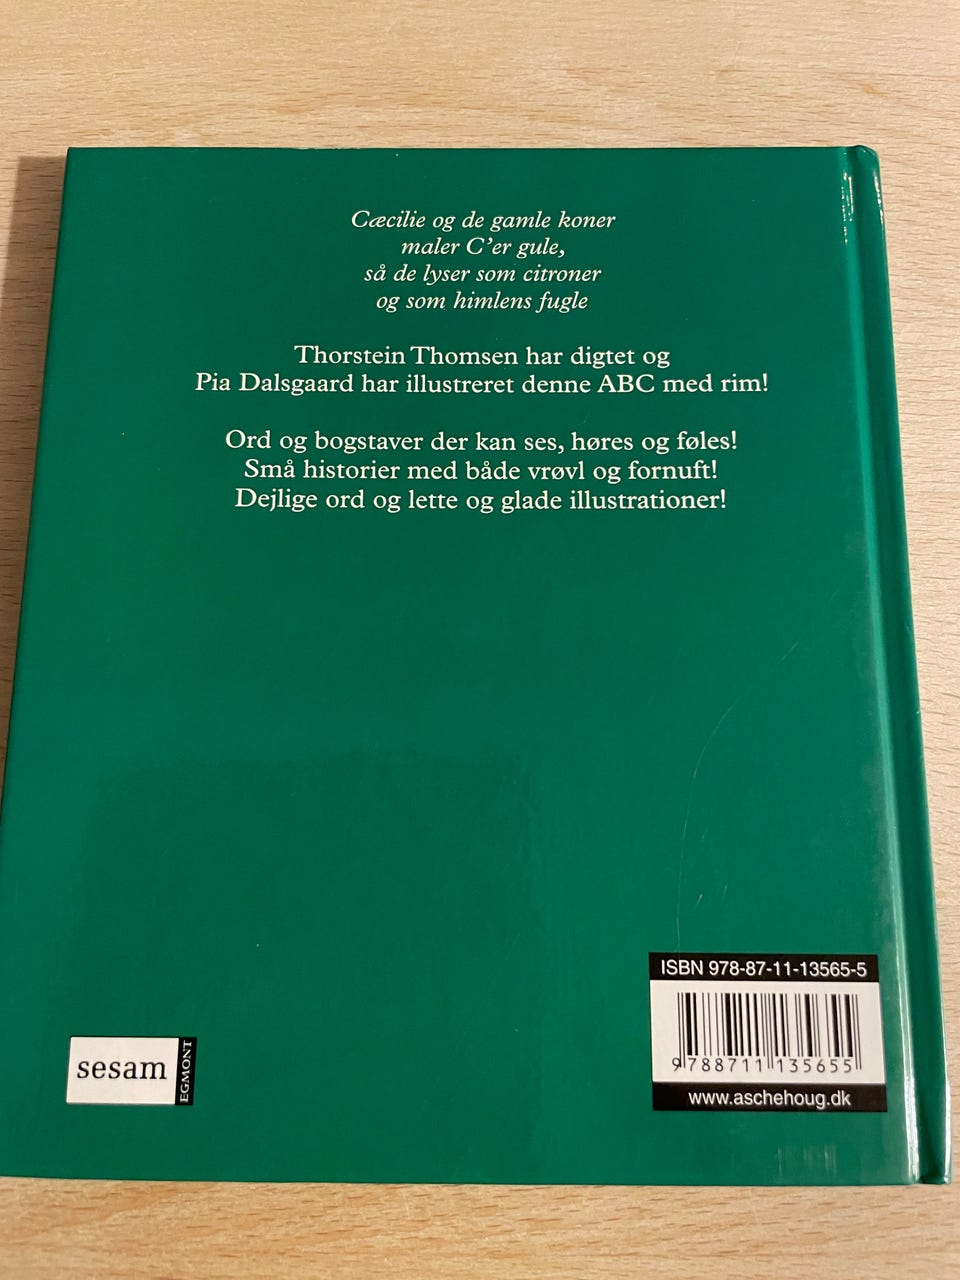 Cæcilie og de gamle koner
maler C'er gule,
så de lyser som citroner
og som himlens fugle
Thorstein Thomsen har digtet og
Pia Dalsgaard har illustreret denne ABC med rim!
Ord og bogstaver der kan ses, høres og føles!
Små historier med både vrøvl og fornuft!
Dejlige ord og lette og glade illustrationer!
ISBN 978-87-11-13565-5
9 788711 135655
www.aschehoug.dk
sesam
EGMONT